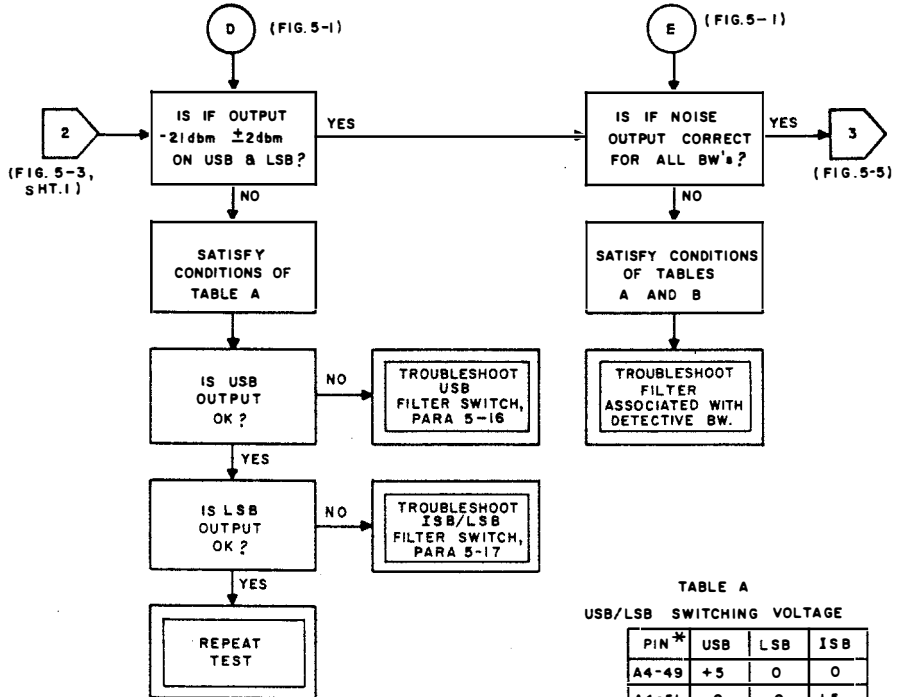 D
(FIG.5-1)
E
(FIG.5-1)
2
(FIG.5-3,
SHT.1)
IS IF OUTPUT
-21dbm ±2dbm
ON USB & LSB?
YES
IS IF NOISE
OUTPUT CORRECT
FOR ALL BW's?
YES
3
(FIG.5-5)
NO
NO
SATISFY
CONDITIONS OF
TABLE A
SATISFY CONDITIONS
OF TABLES
A AND B
IS USB
OUTPUT
OK?
NO
TROUBLESHOOT
USB
FILTER SWITCH,
PARA 5-16
TROUBLESHOOT
FILTER
ASSOCIATED WITH
DETECTIVE BW.
YES
IS LSB
OUTPUT
OK?
NO
TROUBLESHOOT
ISB/LSB
FILTER SWITCH,
PARA 5-17
YES
REPEAT
TEST
TABLE A
USB/LSB SWITCHING VOLTAGE
PIN* USB LSB ISB
A4-49 +5 0 0